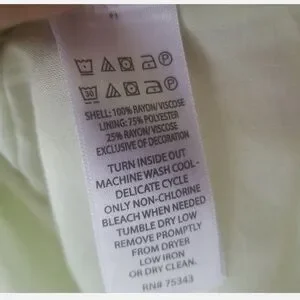 30
SHELL: 100% RAYON/VISCOSE
LINING: 75% POLYESTER
25% RAYON/VISCOSE
EXCLUSIVE OF DECORATION
TURN INSIDE OUT
MACHINE WASH COOL -
DELICATE CYCLE
ONLY NON-CHLORINE
BLEACH WHEN NEEDED
TUMBLE DRY LOW
REMOVE PROMPTLY
FROM DRYER
LOW IRON
OR DRY CLEAN.
RN# 75343